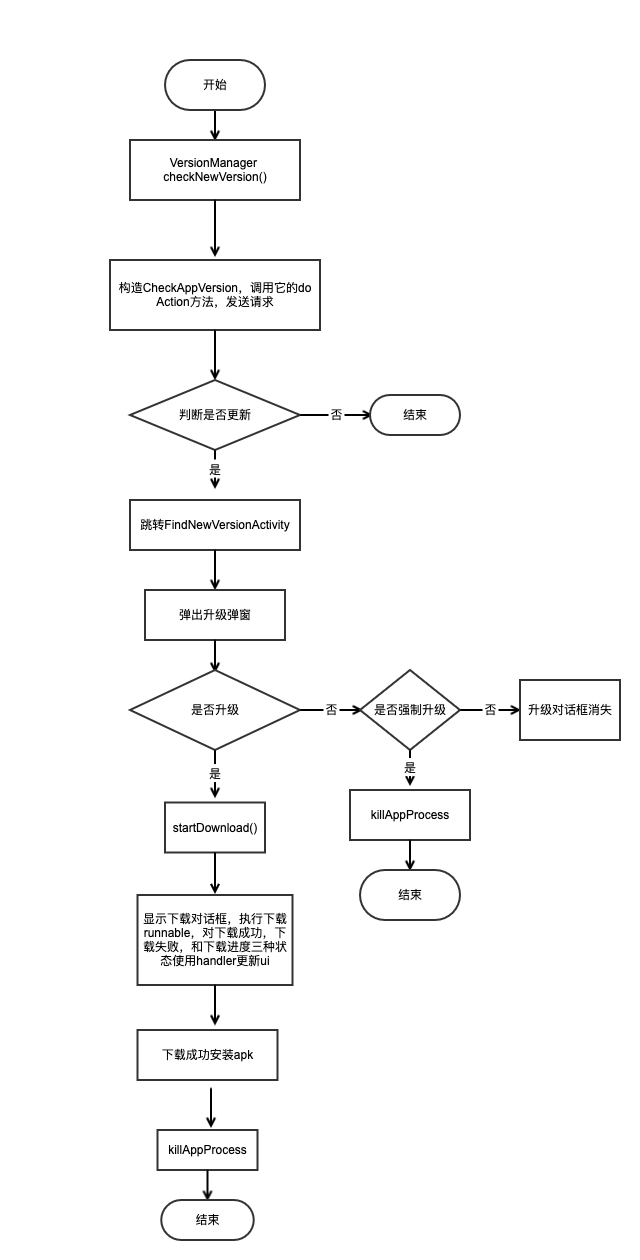 开始
VersionManager
checkNewVersion()
构造CheckAppVersion，调用它的do
Action方法，发送请求
判断是否更新
否
结束
是
跳转FindNewVersionActivity
弹出升级弹窗
是否升级
否
是否强制升级
否
升级对话框消失
是
是
startDownload()
killAppProcess
显示下载对话框，执行下载
runnable，对下载成功，下
载失败，和下载进度三种状
态使用handler更新ui
结束
下载成功安装apk
killAppProcess
结束